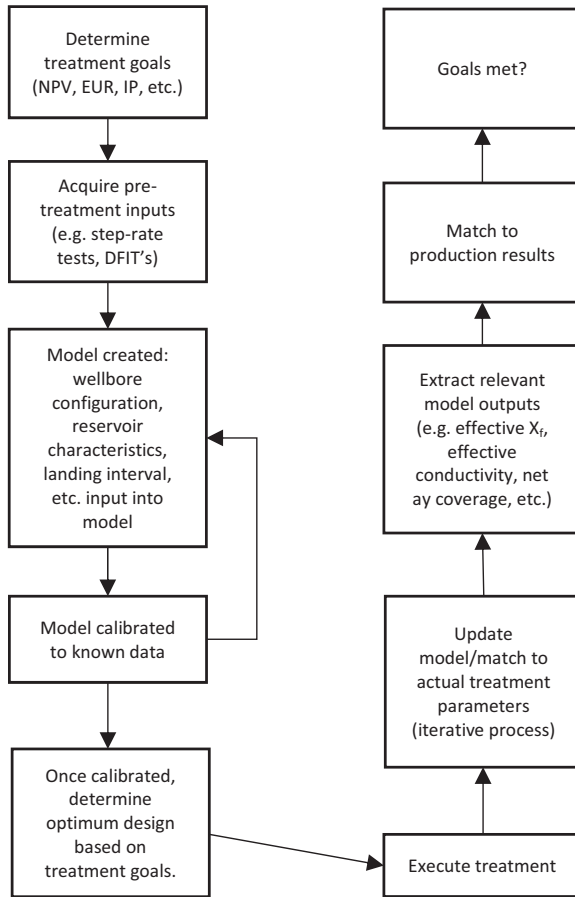 Determine
treatment goals
(NPV, EUR, IP, etc.)
Acquire pre-
treatment inputs
(e.g. step-rate
tests, DFIT's)
Model created:
wellbore
configuration,
reservoir
characteristics,
landing interval,
etc. input into
model
Model calibrated
to known data
Once calibrated,
determine
optimum design
based on
treatment goals.
Execute treatment
Update
model/match to
actual treatment
parameters
(iterative process)
Extract relevant
model outputs
(e.g. effective Xf,
effective
conductivity, net
ay coverage, etc.)
Match to
production results
Goals met?